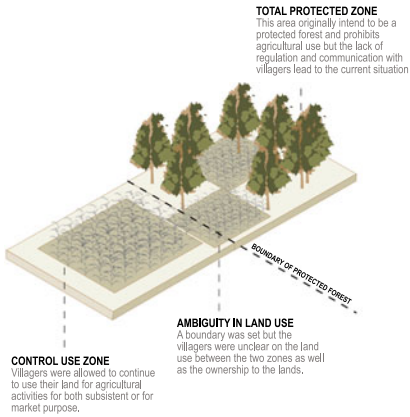 TOTAL PROTECTED ZONE
This area originally intend to be a
protected forest and prohibits
agricultural use but the lack of
regulation and communication with
villagers lead to the current situation
BOUNDARY OF PROTECTED FOREST
AMBIGUITY IN LAND USE
A boundary was set but the
villagers were unclear on the land
use between the two zones as well
as the ownership to the lands.
CONTROL USE ZONE
Villagers were allowed to continue
to use their land for agricultural
activities for both subsistent or for
market purpose.